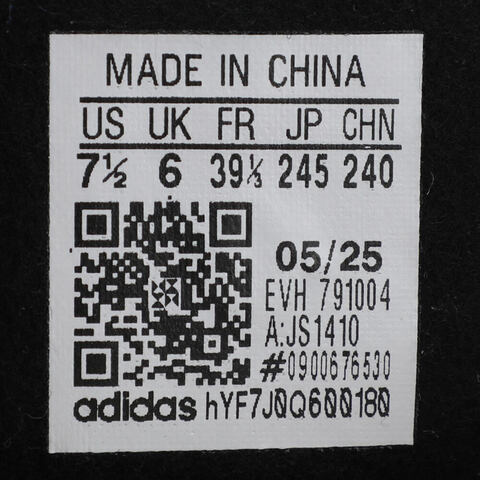 MADE IN CHINA
US UK FR JP CHN
7½ 6 39⅓ 245 240
05/25
EVH 791004
A:JS1410
#0900676530
adidas hYF7J0Q600180